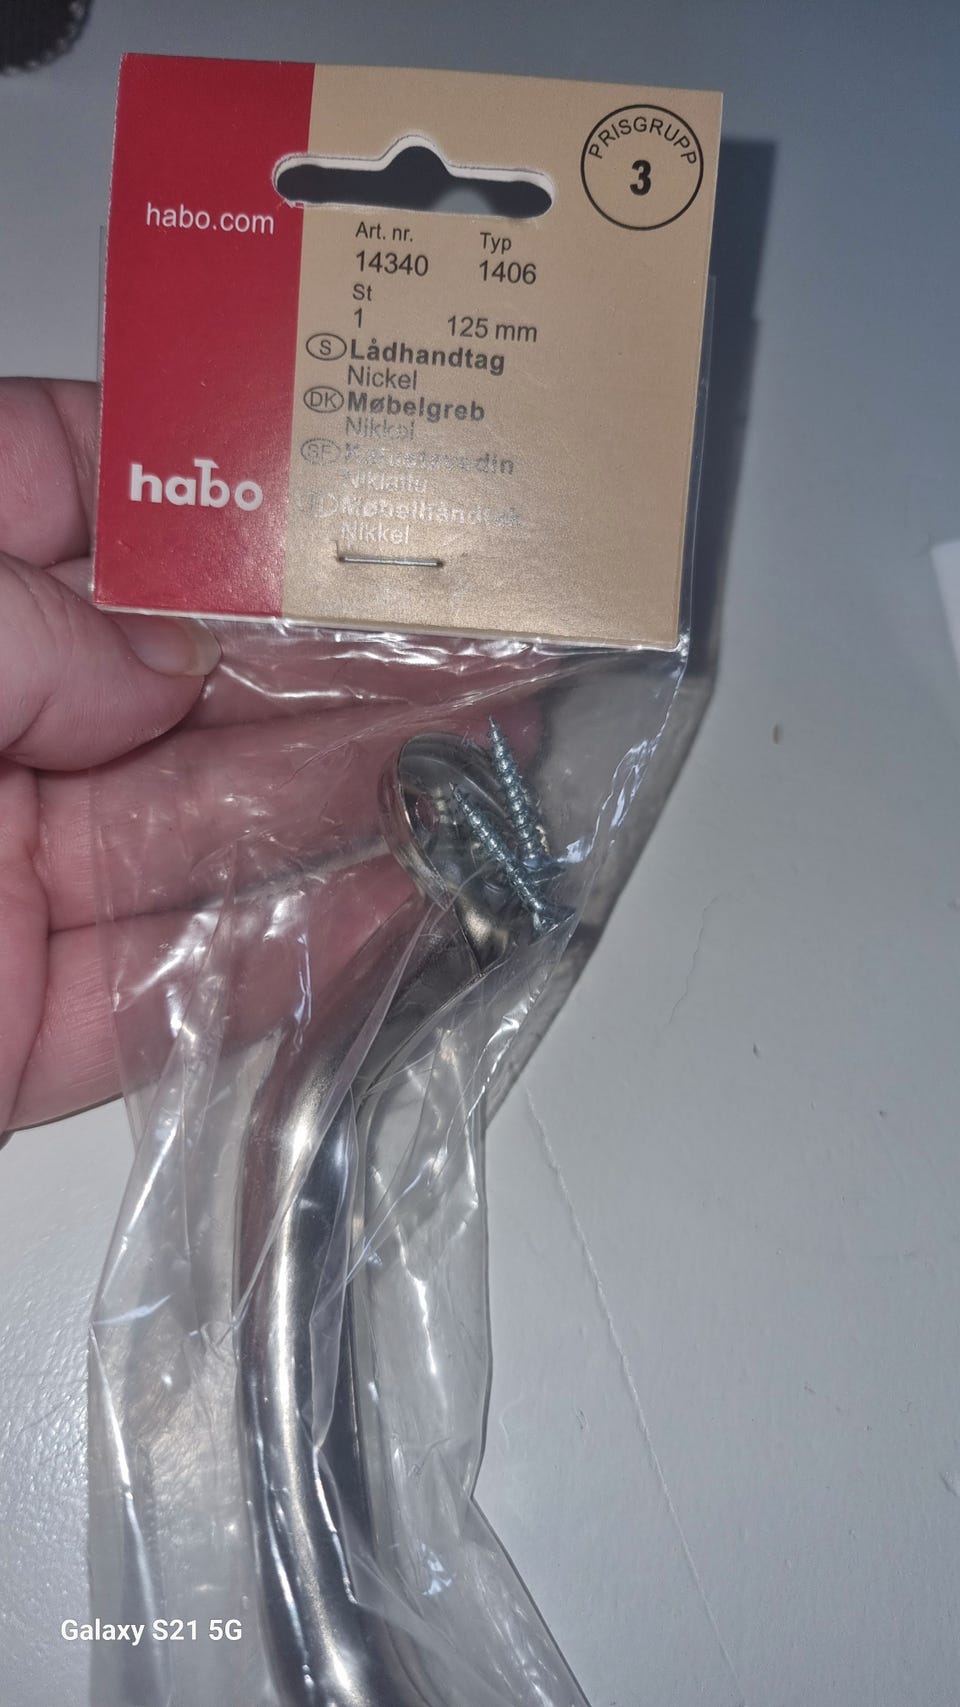 PRISGRUPP
3
habo.com
Art. nr. Typ
14340 1406
St
1 125 mm
S Lådhandtag
Nickel
DK Møbelgreb
Nikkel
SF
Nikkel
habo
Galaxy S21 5G